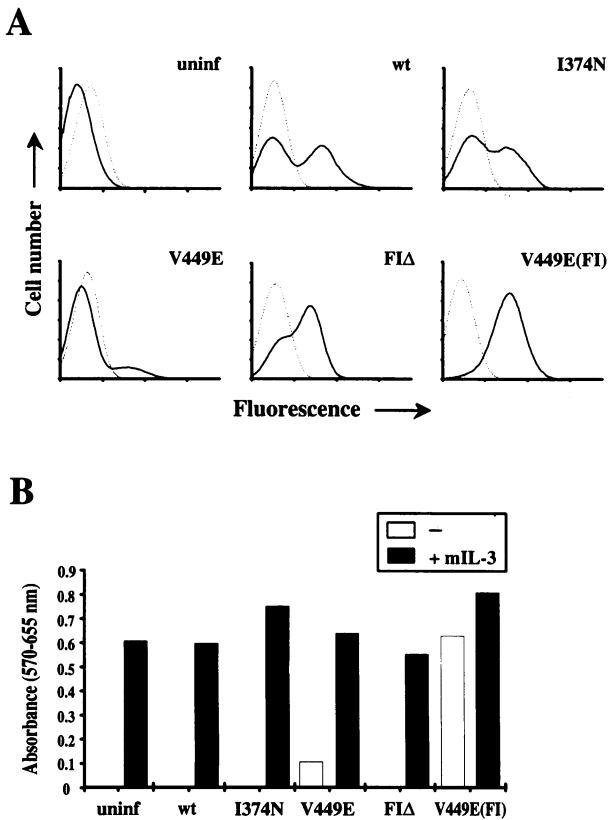 A
uninf
wt
I374N
V449E
FIΔ
V449E(FI)
Cell number
Fluorescence
B
–
+ mIL-3
Absorbance (570-655 nm)
0.9
0.8
0.7
0.6
0.5
0.4
0.3
0.2
0.1
0
uninf wt I374N V449E FIΔ V449E(FI)